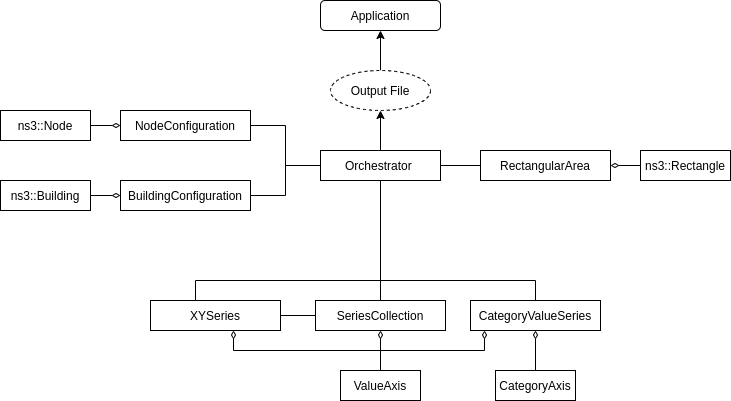 Application
Output File
ns3::Node
NodeConfiguration
Orchestrator
RectangularArea
ns3::Rectangle
ns3::Building
BuildingConfiguration
XYSeries
SeriesCollection
CategoryValueSeries
ValueAxis
CategoryAxis